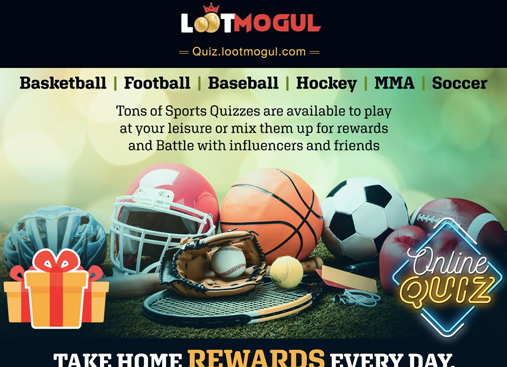 LOOTMOGUL
Quiz.lootmogul.com
Basketball | Football | Baseball | Hockey | MMA | Soccer
Tons of Sports Quizzes are available to play
at your leisure or mix them up for rewards
and Battle with influencers and friends
Online
QUIZ
TAKE HOME REWARDS EVERY DAY.